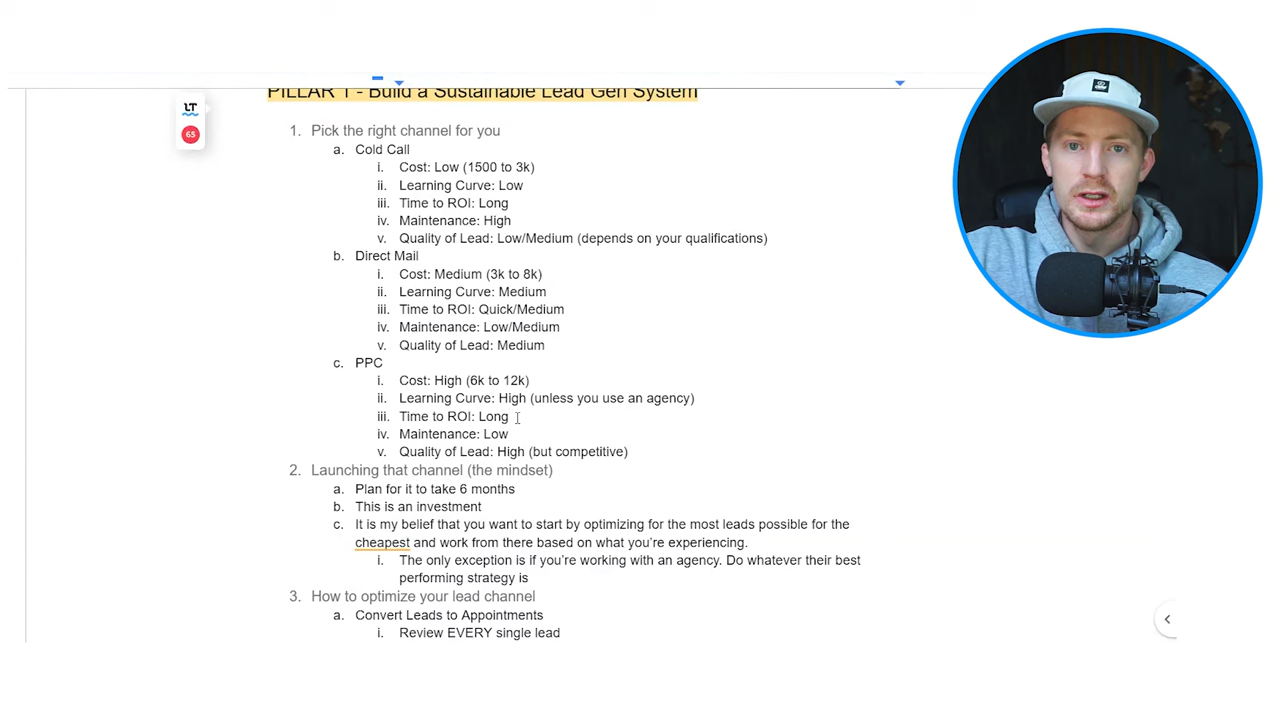 PILLAR 1 - Build a Sustainable Lead Gen System
LT
65
1. Pick the right channel for you
a. Cold Call
i. Cost: Low (1500 to 3k)
ii. Learning Curve: Low
iii. Time to ROI: Long
iv. Maintenance: High
v. Quality of Lead: Low/Medium (depends on your qualifications)
b. Direct Mail
i. Cost: Medium (3k to 8k)
ii. Learning Curve: Medium
iii. Time to ROI: Quick/Medium
iv. Maintenance: Low/Medium
v. Quality of Lead: Medium
c. PPC
i. Cost: High (6k to 12k)
ii. Learning Curve: High (unless you use an agency)
iii. Time to ROI: Long
iv. Maintenance: Low
v. Quality of Lead: High (but competitive)
2. Launching that channel (the mindset)
a. Plan for it to take 6 months
b. This is an investment
c. It is my belief that you want to start by optimizing for the most leads possible for the
cheapest and work from there based on what you're experiencing.
i. The only exception is if you're working with an agency. Do whatever their best
performing strategy is
3. How to optimize your lead channel
a. Convert Leads to Appointments
i. Review EVERY single lead